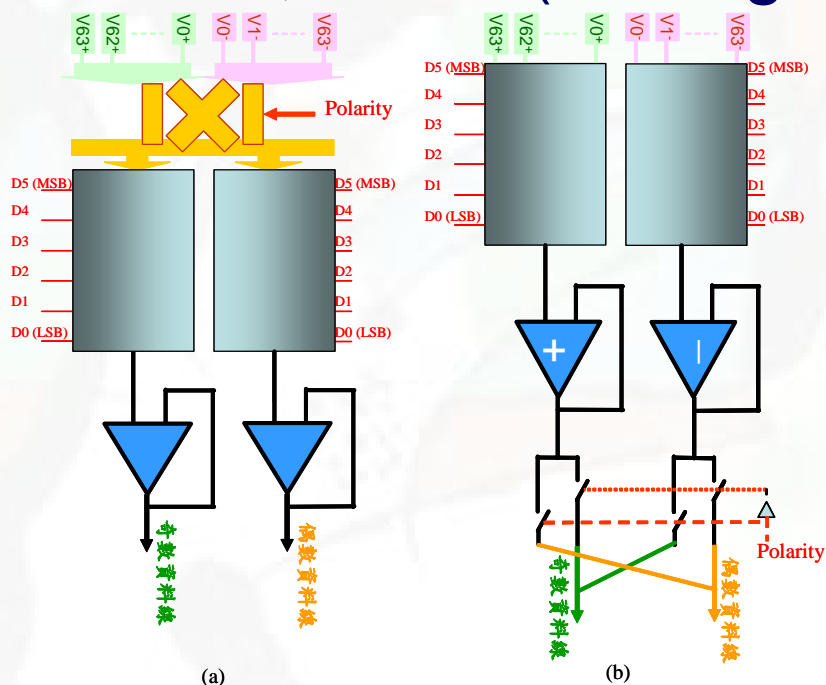 V63+
V62+
V0+
V0-
V1-
V63-
Polarity
D5 (MSB)
D4
D3
D2
D1
D0 (LSB)
D5 (MSB)
D4
D3
D2
D1
D0 (LSB)
奇數資料線
偶數資料線
(a)
V63+
V62+
V0+
V0-
V1-
V63-
D5 (MSB)
D4
D3
D2
D1
D0 (LSB)
D5 (MSB)
D4
D3
D2
D1
D0 (LSB)
+
–
Polarity
奇數資料線
偶數資料線
(b)